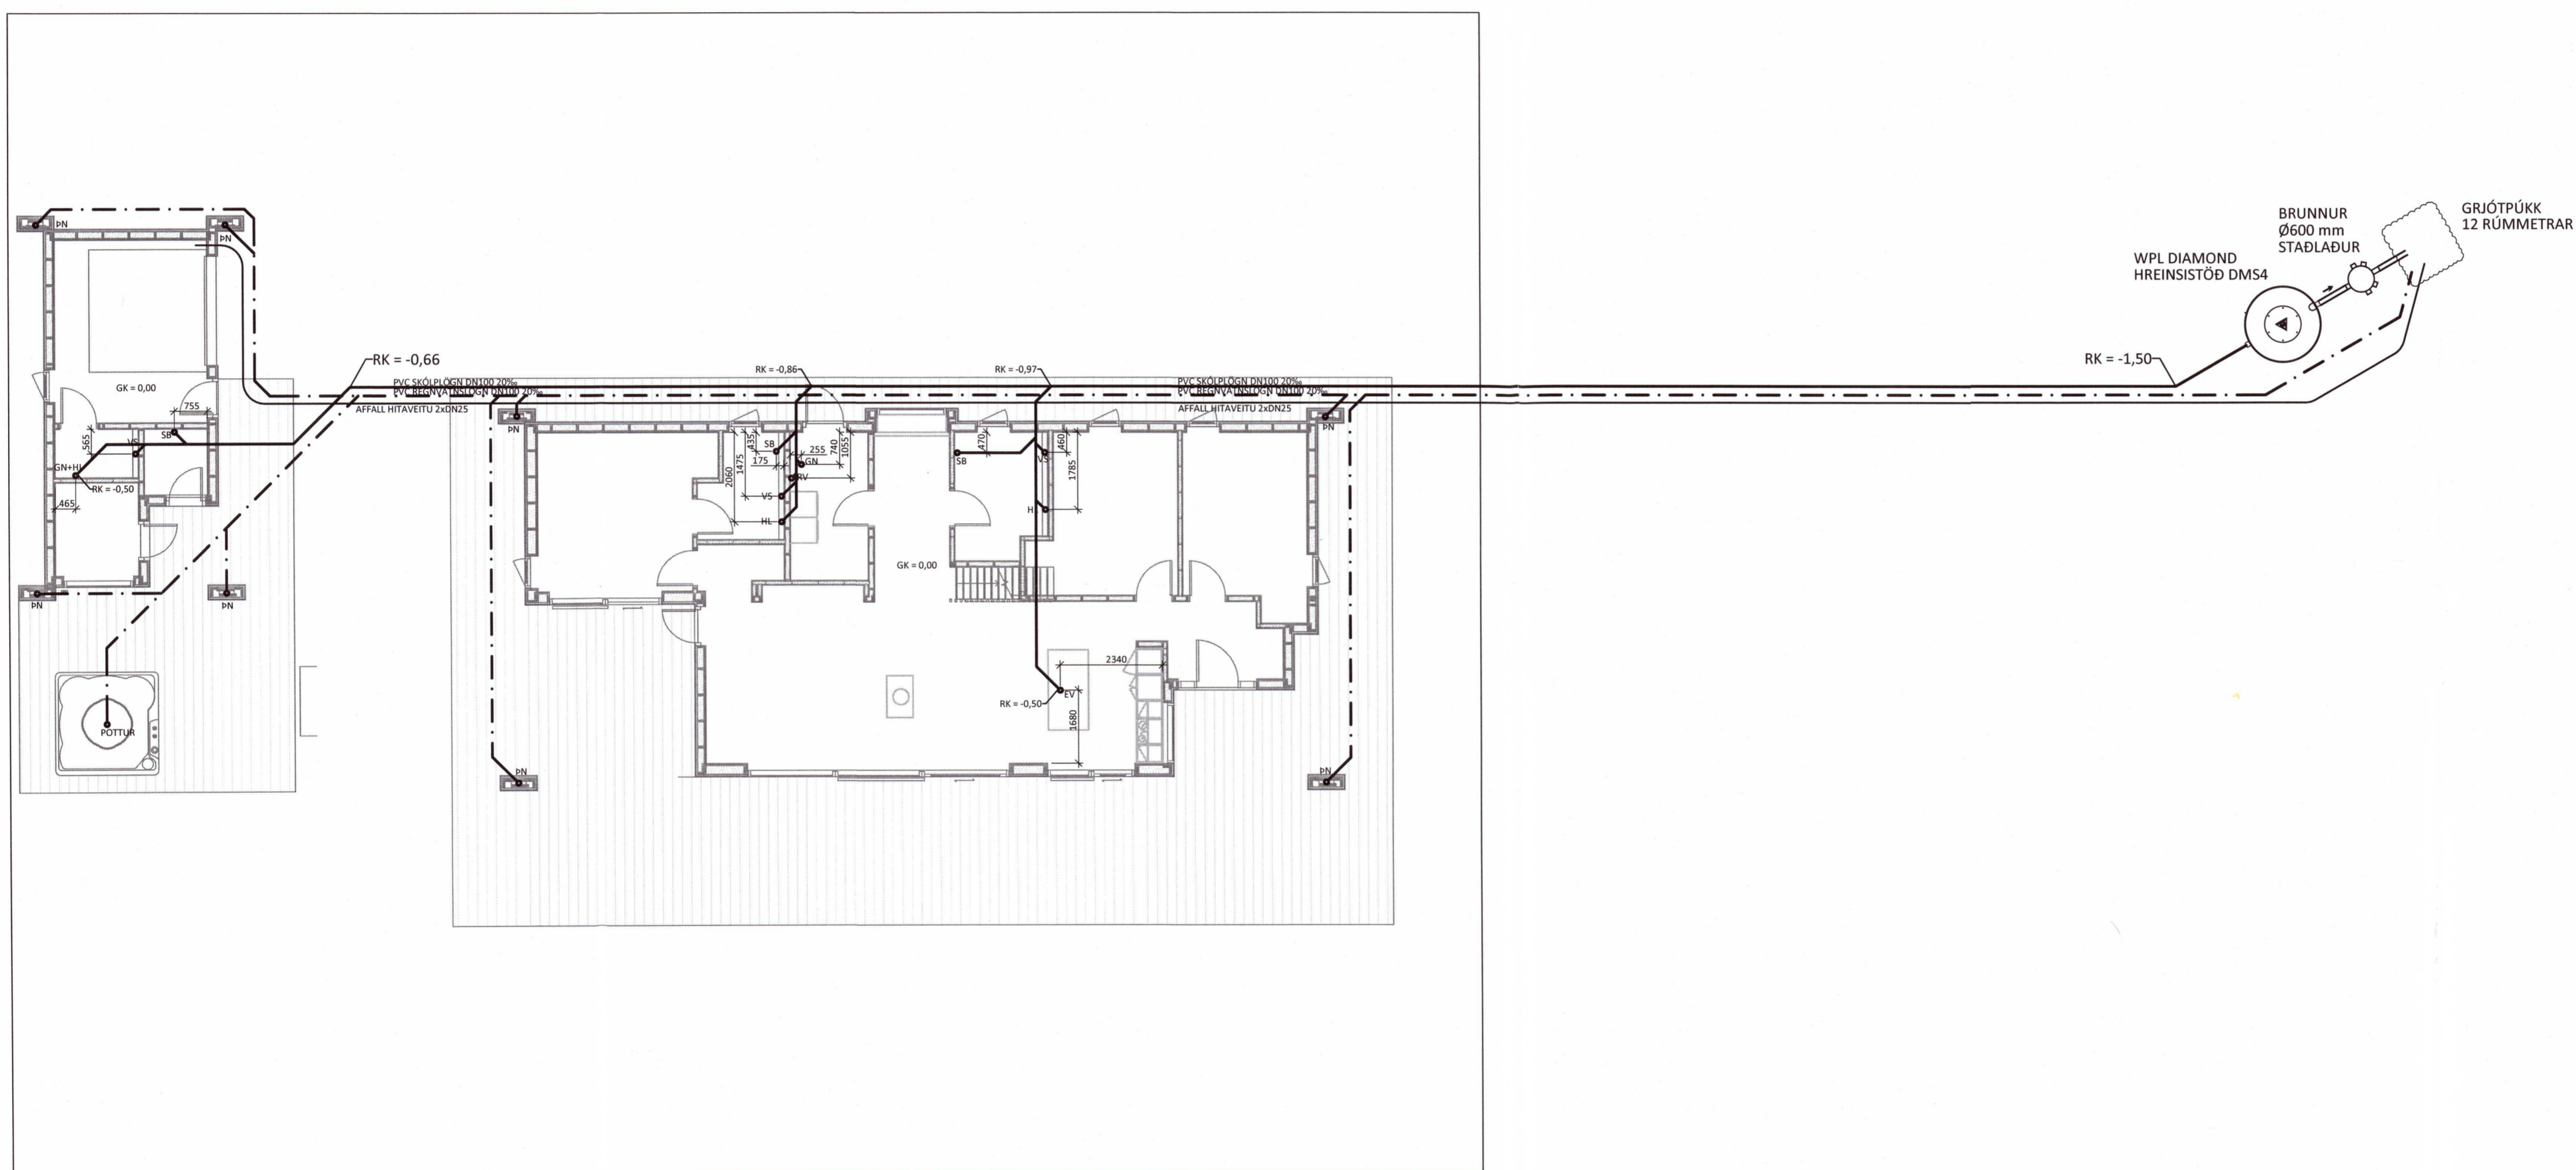 GRJÓTPÚKK
12 RÚMMETRAR
BRUNNUR
Ø600 mm
STAÐLAÐUR
WPL DIAMOND
HREINSISTÖÐ DMS4
ÞN
ÞN
RK = -0,66
RK = -0,86
RK = -0,97
RK = -1,50
PVC SKÓLPLÖGN DN100 20‰
PVC REGNVATNSLÖGN DN100 20‰
AFFALL HITAVEITU 2xDN25
PVC SKÓLPLÖGN DN100 20‰
PVC REGNVATNSLÖGN DN100 20‰
AFFALL HITAVEITU 2xDN25
GK = 0,00
755
565
VS
SB
GN+HL
RK = -0,50
465
ÞN
ÞN
POTTUR
ÞN
ÞN
435
SB
175
1475
2060
VS
HL
255
GN
RV
740
1055
470
SB
460
VS
1785
HL
GK = 0,00
2340
EV
RK = -0,50
1680
ÞN
ÞN